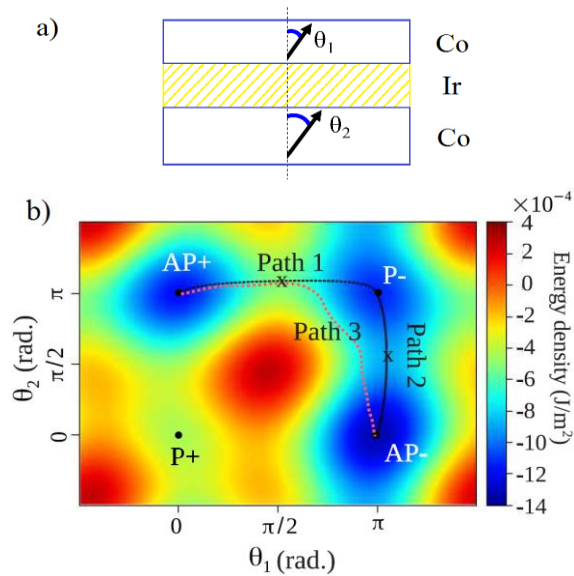 a)
θ1
Co
Ir
θ2
Co
b)
×10⁻⁴
AP+
Path 1
P-
Path 3
Path 2
P+
AP-
π
π/2
0
θ2 (rad.)
0
π/2
π
θ1 (rad.)
4
2
0
-2
-4
-6
-8
-10
-12
-14
Energy density (J/m²)